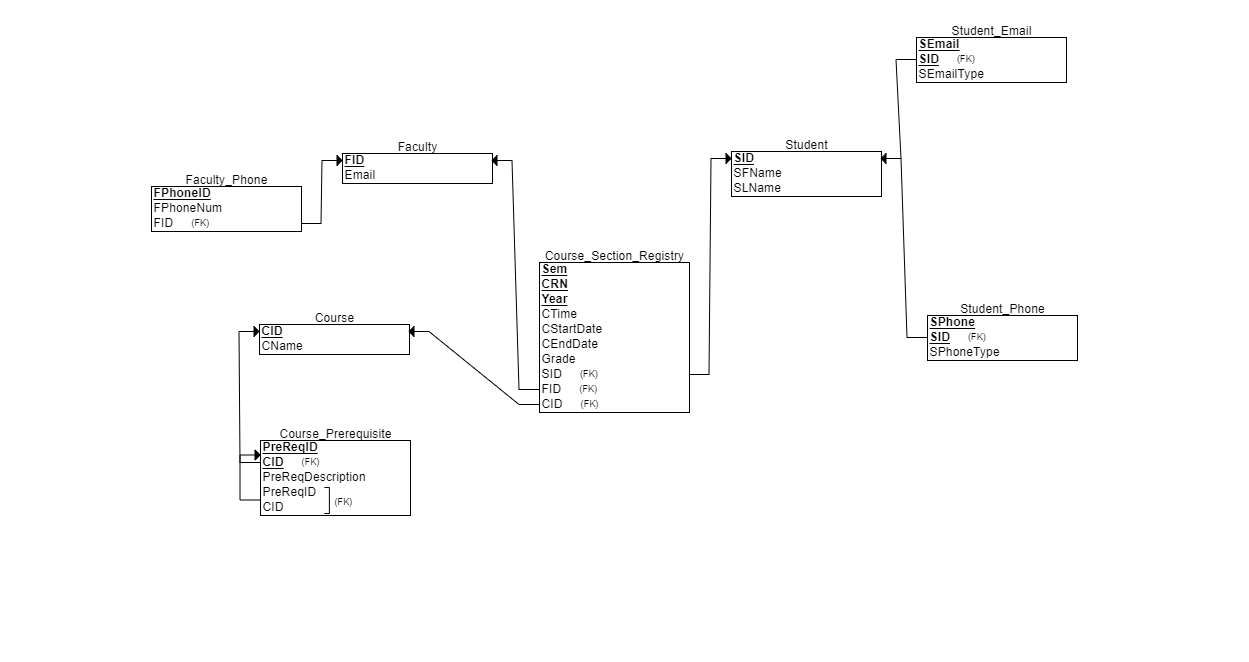 Student_Email
SEmail
SID (FK)
SEmailType
Faculty
FID
Email
Student
SID
SFName
SLName
Faculty_Phone
FPhoneID
FPhoneNum
FID (FK)
Course_Section_Registry
Sem
CRN
Year
CTime
CStartDate
CEndDate
Grade
SID (FK)
FID (FK)
CID (FK)
Course
CID
CName
Student_Phone
SPhone
SID (FK)
SPhoneType
Course_Prerequisite
PreReqID
CID (FK)
PreReqDescription
PreReqID
CID
(FK)